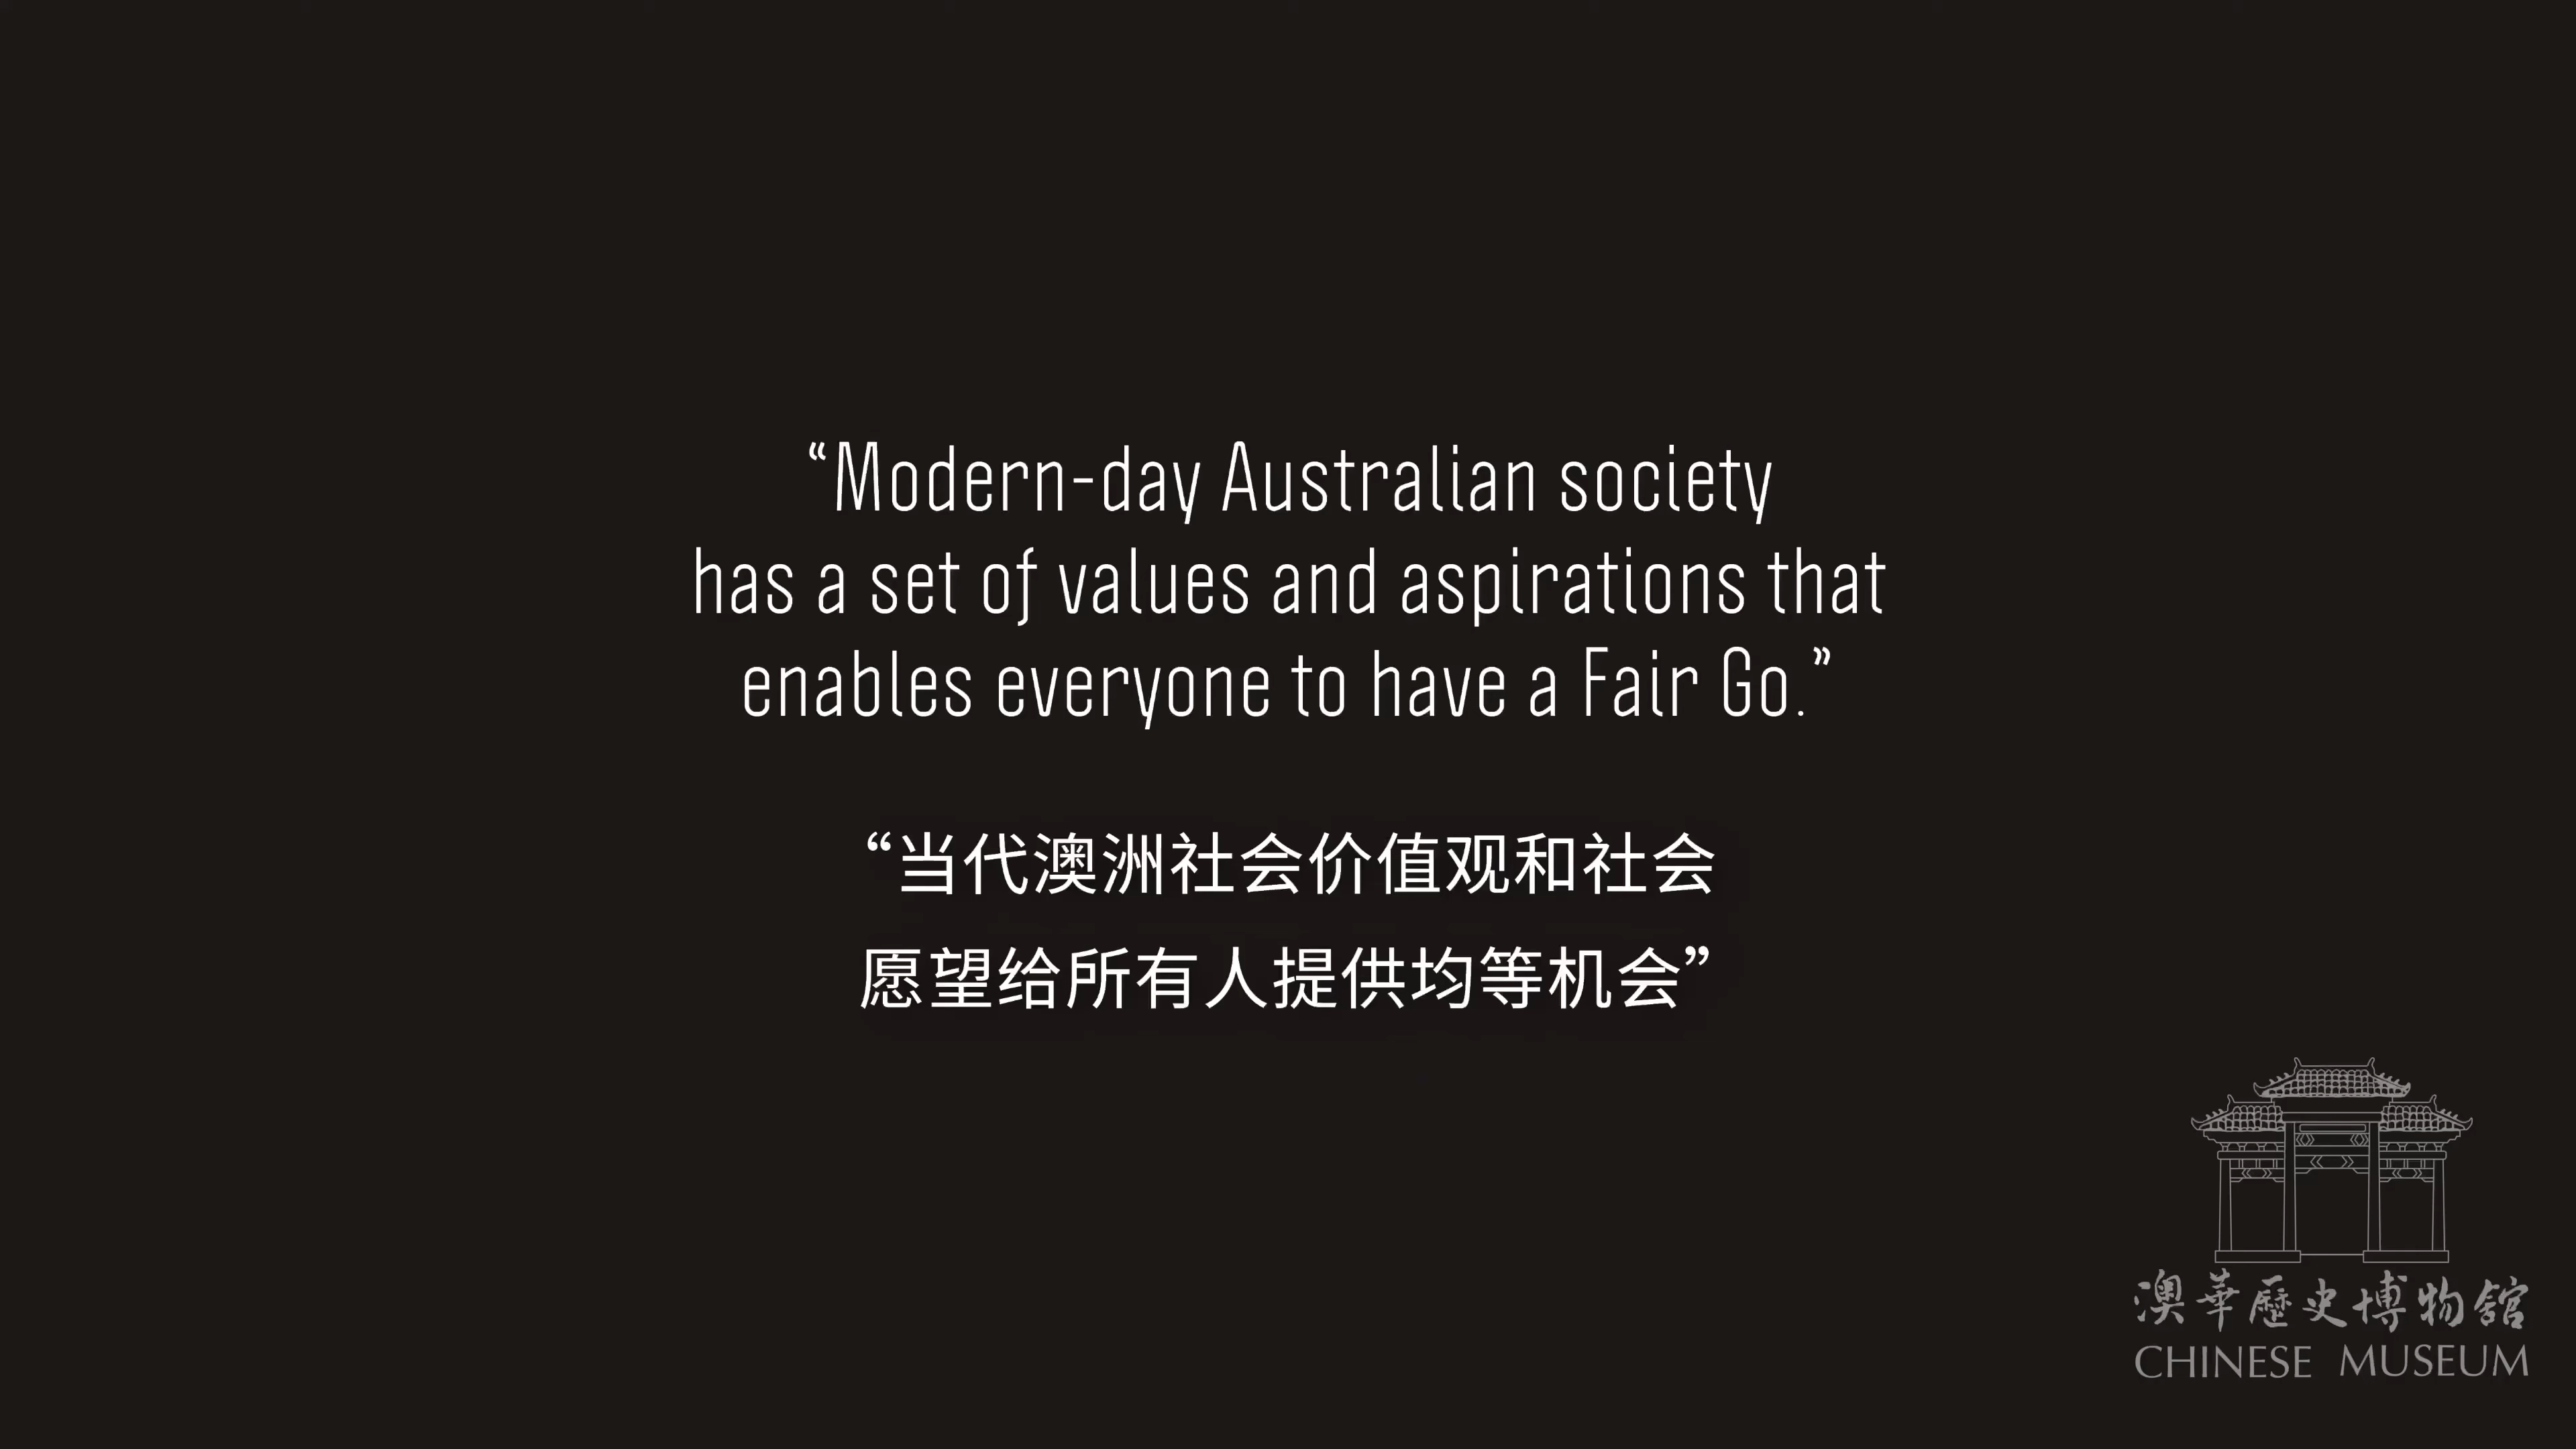 “Modern-day Australian society
has a set of values and aspirations that
enables everyone to have a Fair Go.”
“当代澳洲社会价值观和社会
愿望给所有人提供均等机会”
澳華歷史博物館
CHINESE MUSEUM